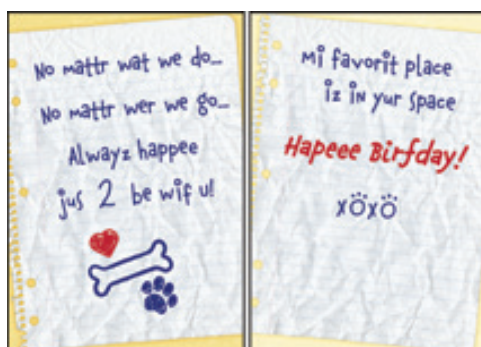 No mattr wat we do...
No mattr wer we go...
Alwayz happee
jus 2 be wif u!
Mi favorit place
iz in yur space
Hapeee Birfday!
xÖxÖ